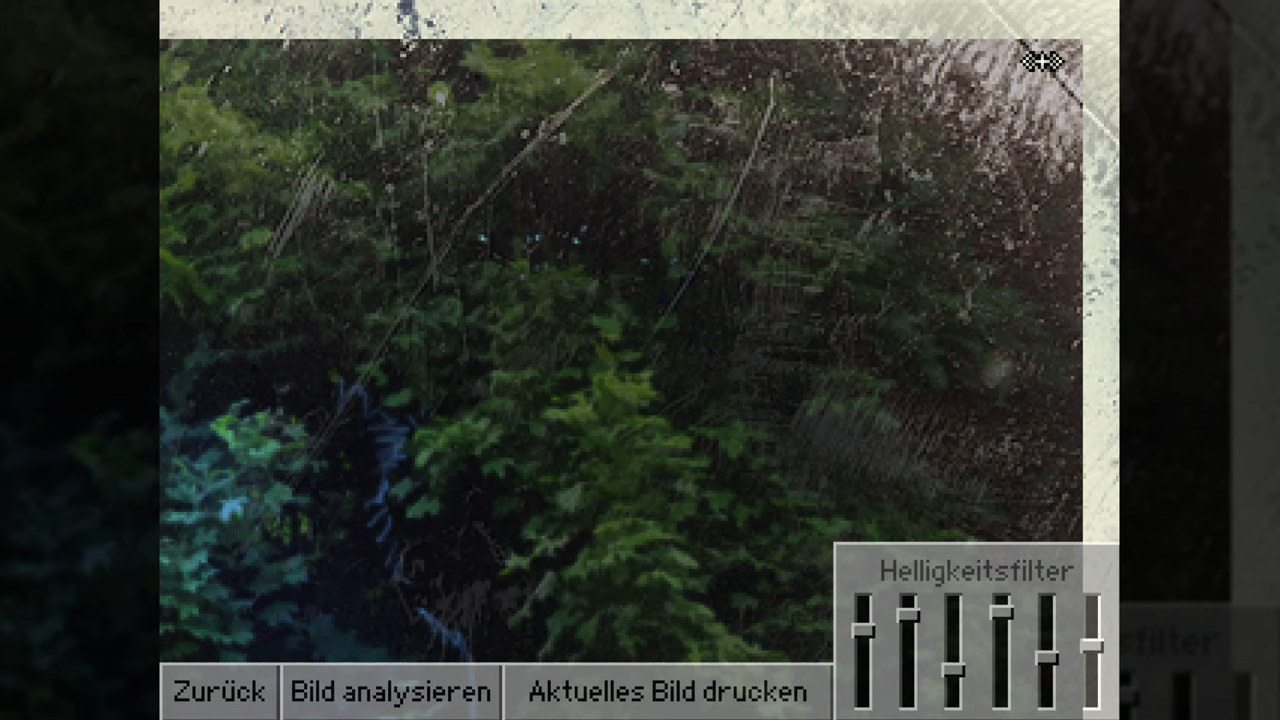 Helligkeitsfilter
Zurück
Bild analysieren
Aktuelles Bild drucken